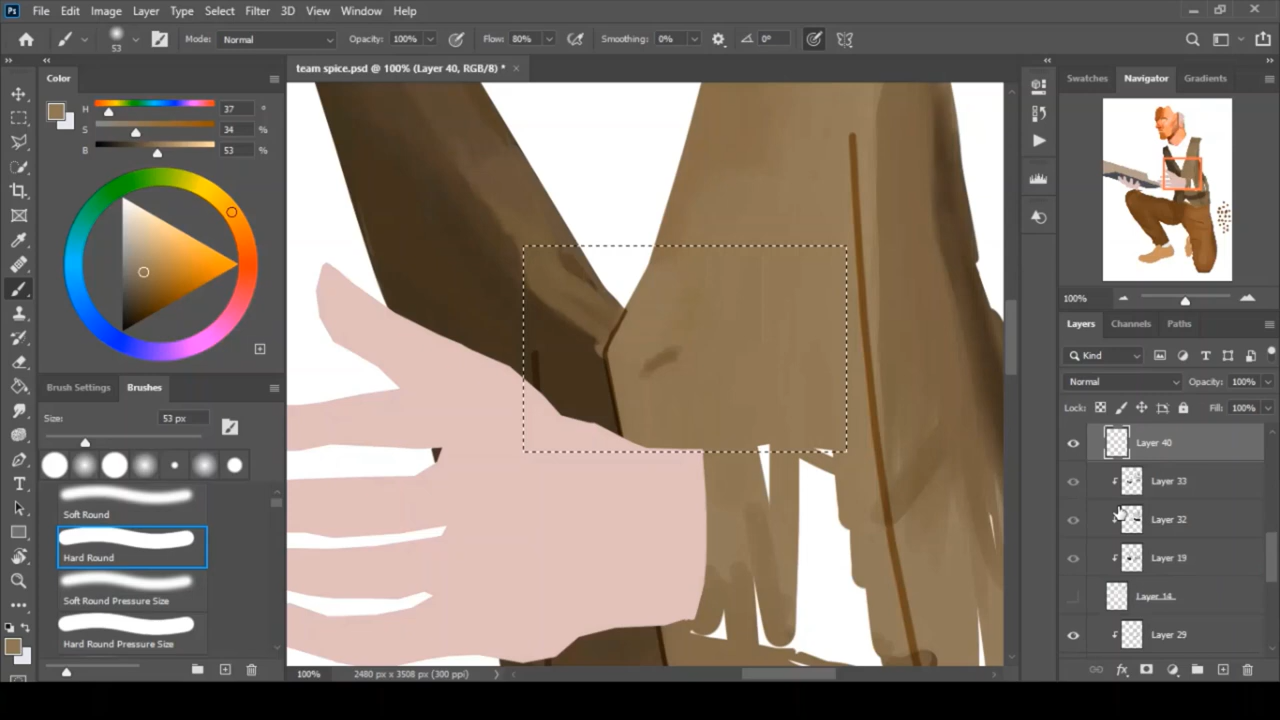 Ps File Edit Image Layer Type Select Filter 3D View Window Help
53 Mode: Normal Opacity: 100% Flow: 80% Smoothing: 0% 0°
Color
team spice.psd @ 100% (Layer 40, RGB/8) * ×
Swatches Navigator Gradients
H 37 °
S 34 %
B 53 %
100%
Layers Channels Paths
Kind
Normal Opacity: 100%
Lock: Fill: 100%
Layer 40
Layer 33
Layer 32
Layer 19
Layer 14
Layer 29
Brush Settings Brushes
Size: 53 px
Soft Round
Hard Round
Soft Round Pressure Size
Hard Round Pressure Size
100% 2480 px x 3508 px (300 ppi)